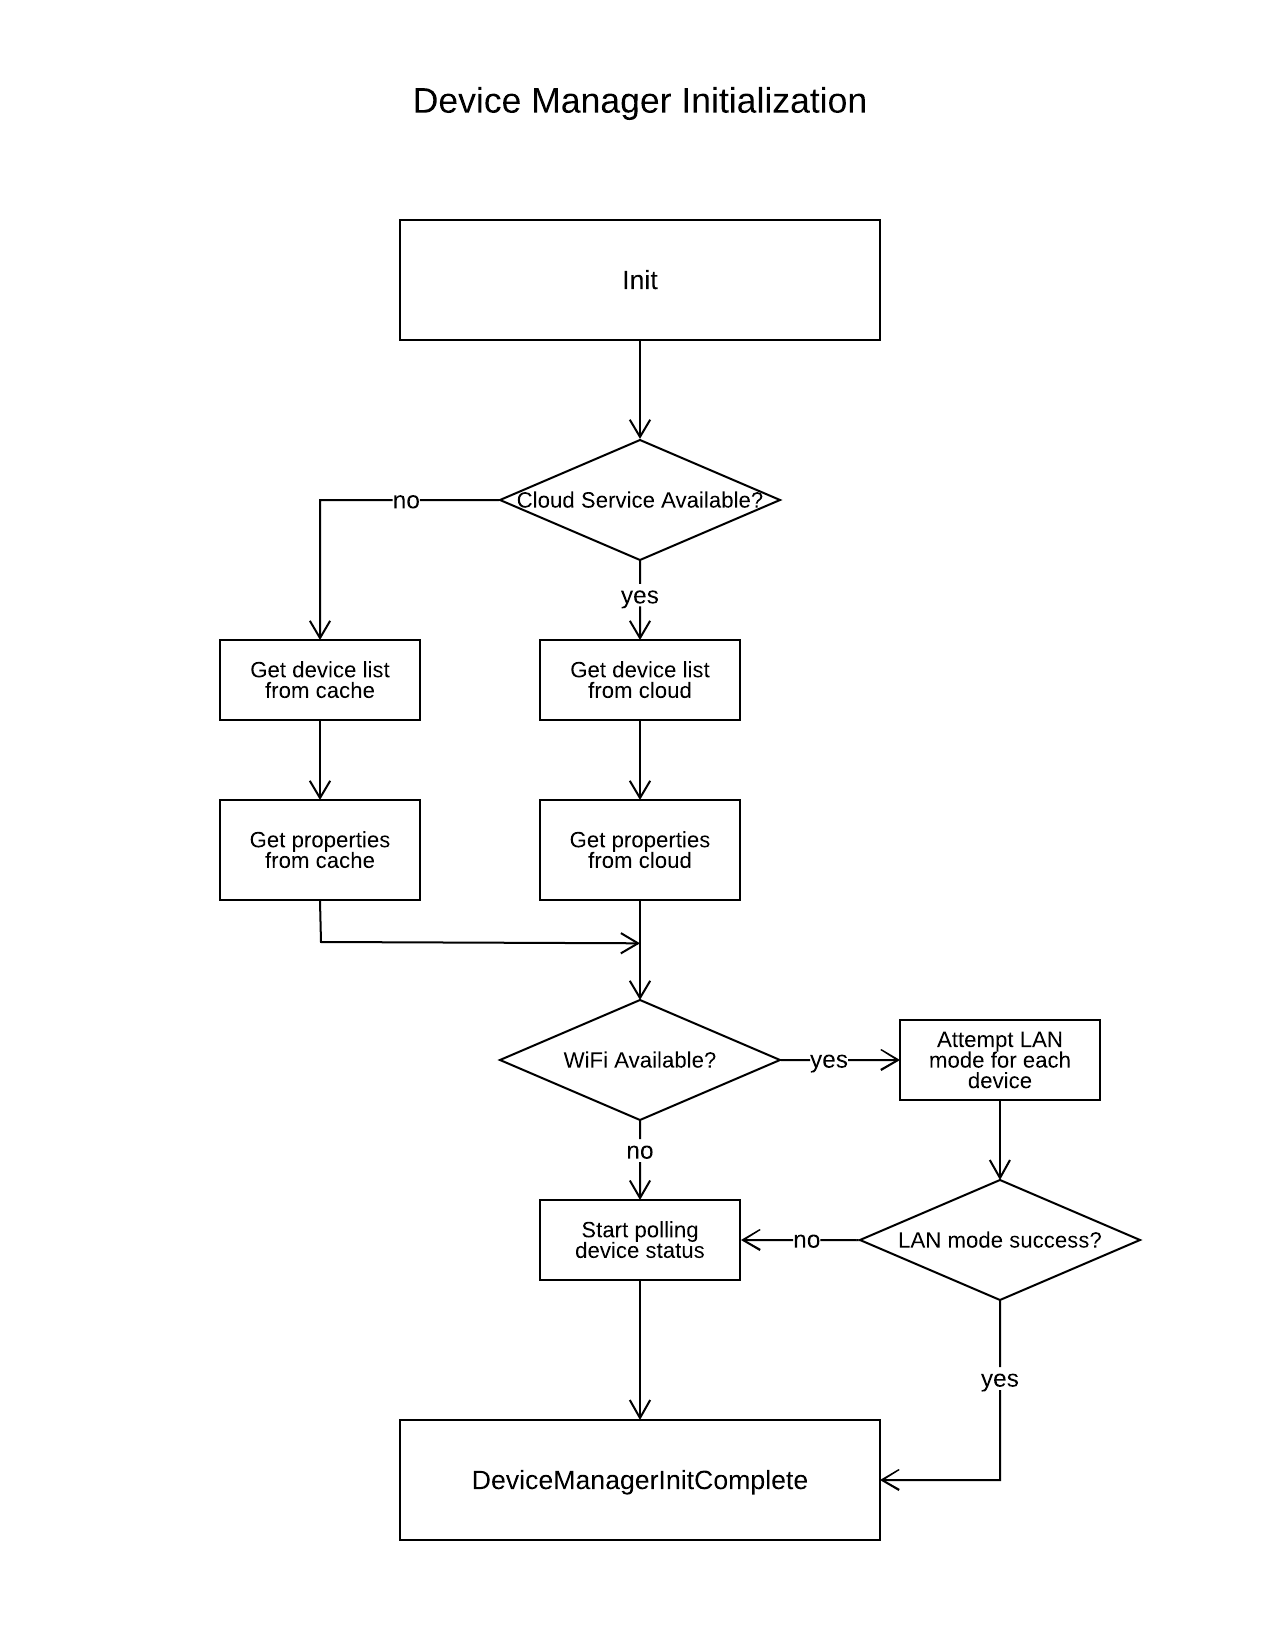 Device Manager Initialization
Init
Cloud Service Available?
no
yes
Get device list
from cache
Get device list
from cloud
Get properties
from cache
Get properties
from cloud
WiFi Available?
yes
Attempt LAN
mode for each
device
no
Start polling
device status
no
LAN mode success?
yes
DeviceManagerInitComplete